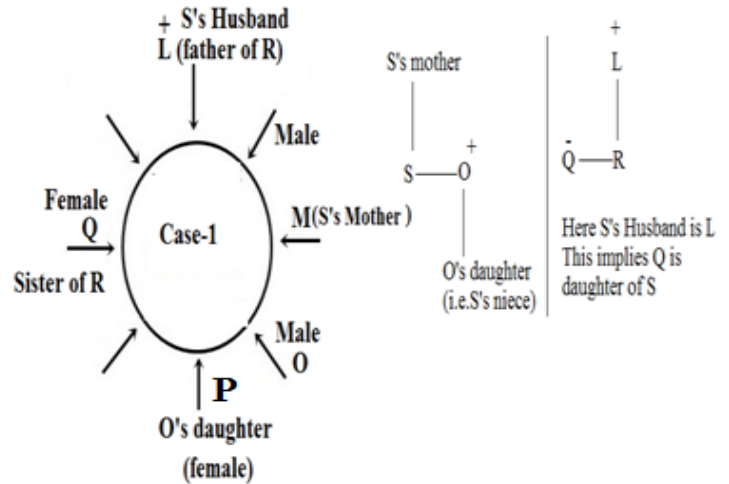 + S's Husband
L (father of R)
Male
Female
Q
Sister of R
Case-1
M(S's Mother )
Male
O
P
O's daughter
(female)
S's mother
+
S—O
O's daughter
(i.e.S's niece)
+
L
-
Q—R
Here S's Husband is L
This implies Q is
daughter of S